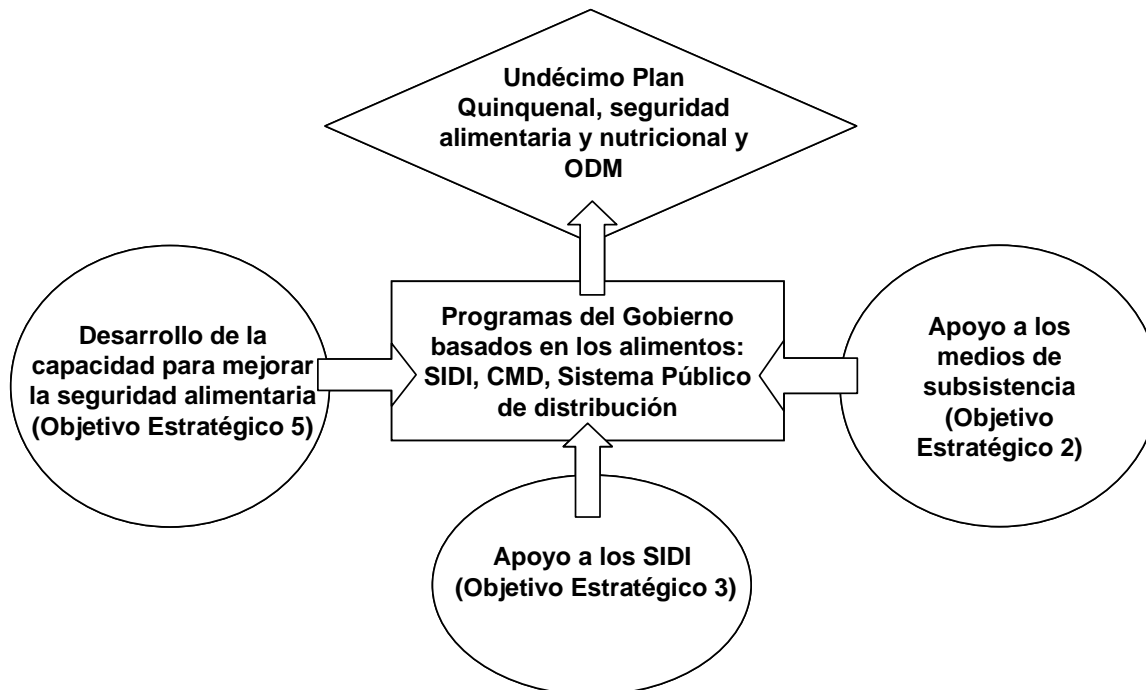 Undécimo Plan
Quinquenal, seguridad
alimentaria y nutricional y
ODM
Desarrollo de la
capacidad para mejorar
la seguridad alimentaria
(Objetivo Estratégico 5)
Programas del Gobierno
basados en los alimentos:
SIDI, CMD, Sistema Público
de distribución
Apoyo a los
medios de
subsistencia
(Objetivo
Estratégico 2)
Apoyo a los SIDI
(Objetivo Estratégico 3)